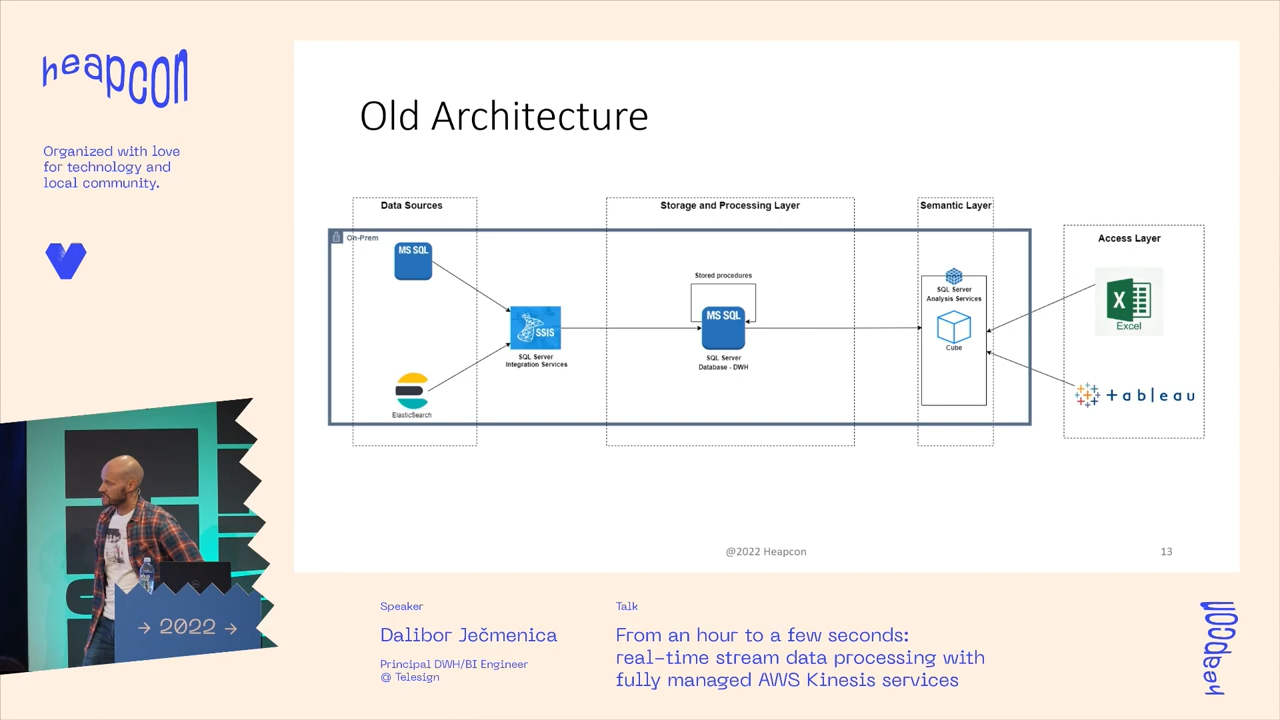 heapcon
Organized with love
for technology and
local community.
Old Architecture
Data Sources
Storage and Processing Layer
Semantic Layer
Access Layer
On-Prem
MS SQL
SSIS
SQL Server
Integration Services
ElasticSearch
Stored procedures
MS SQL
SQL Server
Database - DWH
SQL Server
Analysis Services
Cube
Excel
tableau
@2022 Heapcon
13
→ 2022 →
Speaker
Dalibor Ječmenica
Principal DWH/BI Engineer
@ Telesign
Talk
From an hour to a few seconds:
real-time stream data processing with
fully managed AWS Kinesis services
heapcon